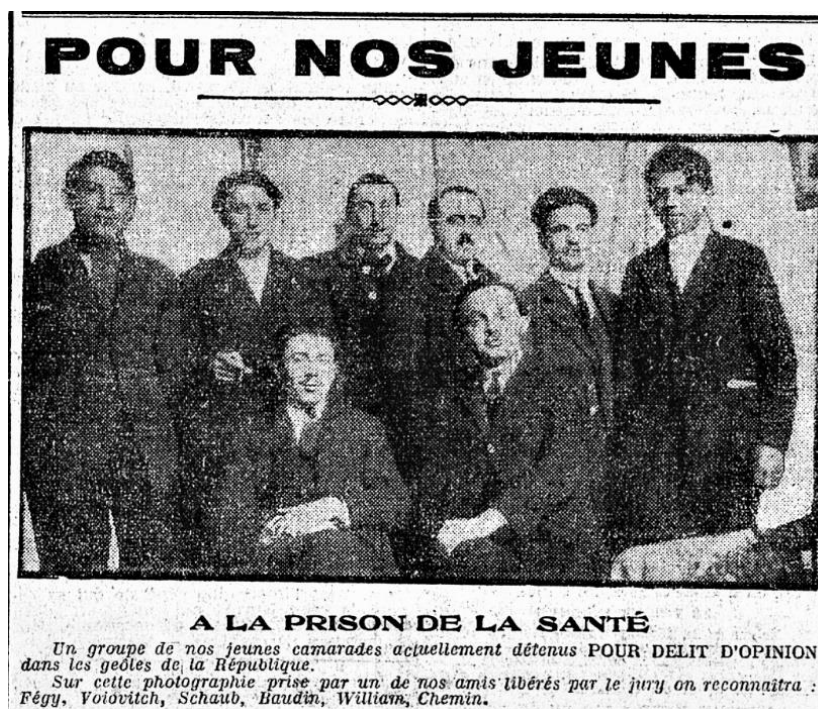 POUR NOS JEUNES
A LA PRISON DE LA SANTÉ
Un groupe de nos jeunes camarades actuellement détenus POUR DELIT D'OPINION
dans les geôles de la République.
Sur cette photographie prise par un de nos amis libérés par le jury on reconnaîtra :
Fégy, Voïovitch, Schaub, Baudin, William, Chemin.